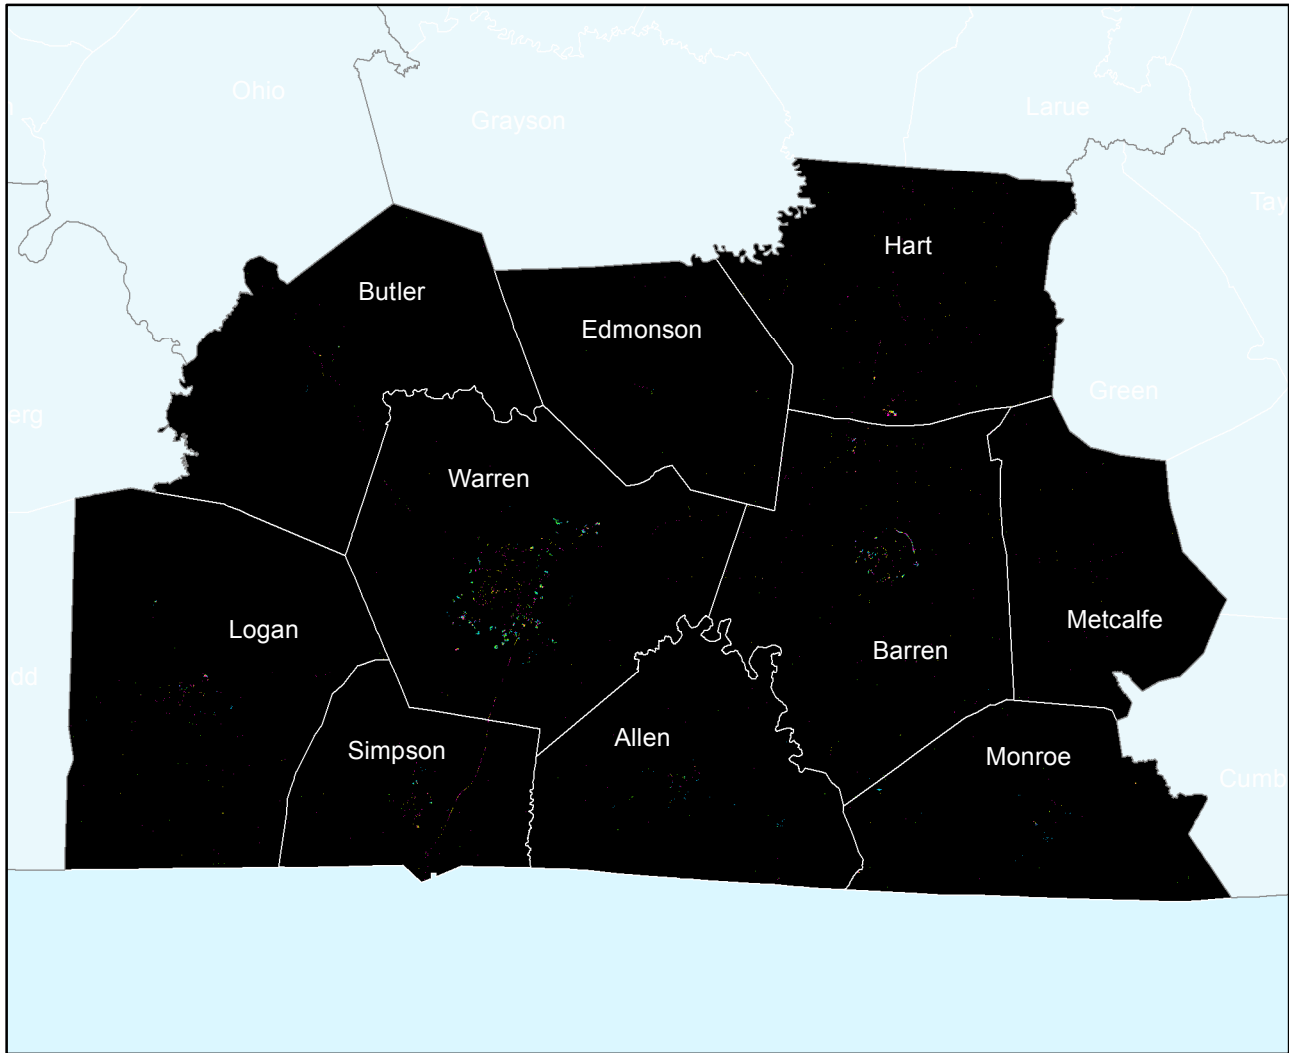 Ohio
Grayson
Larue
Tay
Hart
Butler
Edmonson
Green
erg
Warren
Logan
Metcalfe
Barren
dd
Allen
Simpson
Monroe
Cumb